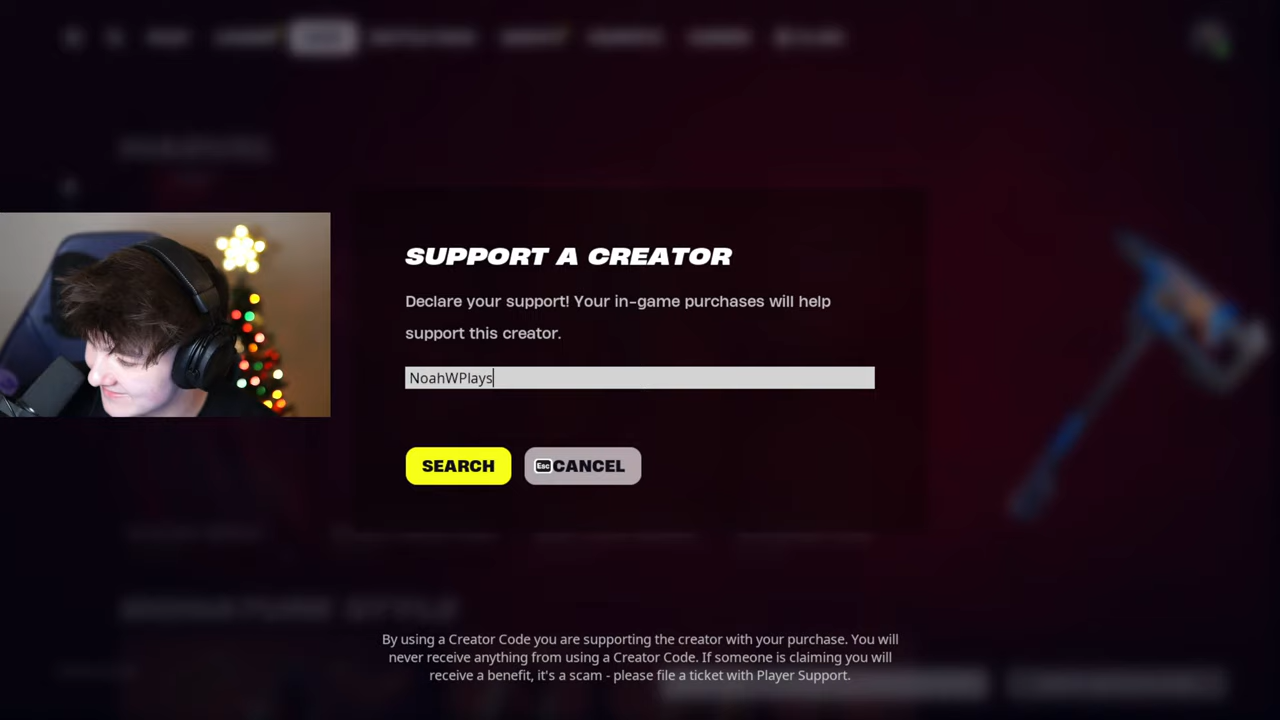 SUPPORT A CREATOR
Declare your support! Your in-game purchases will help
support this creator.
NoahWPlays
SEARCH
Esc CANCEL
By using a Creator Code you are supporting the creator with your purchase. You will
never receive anything from using a Creator Code. If someone is claiming you will
receive a benefit, it's a scam - please file a ticket with Player Support.